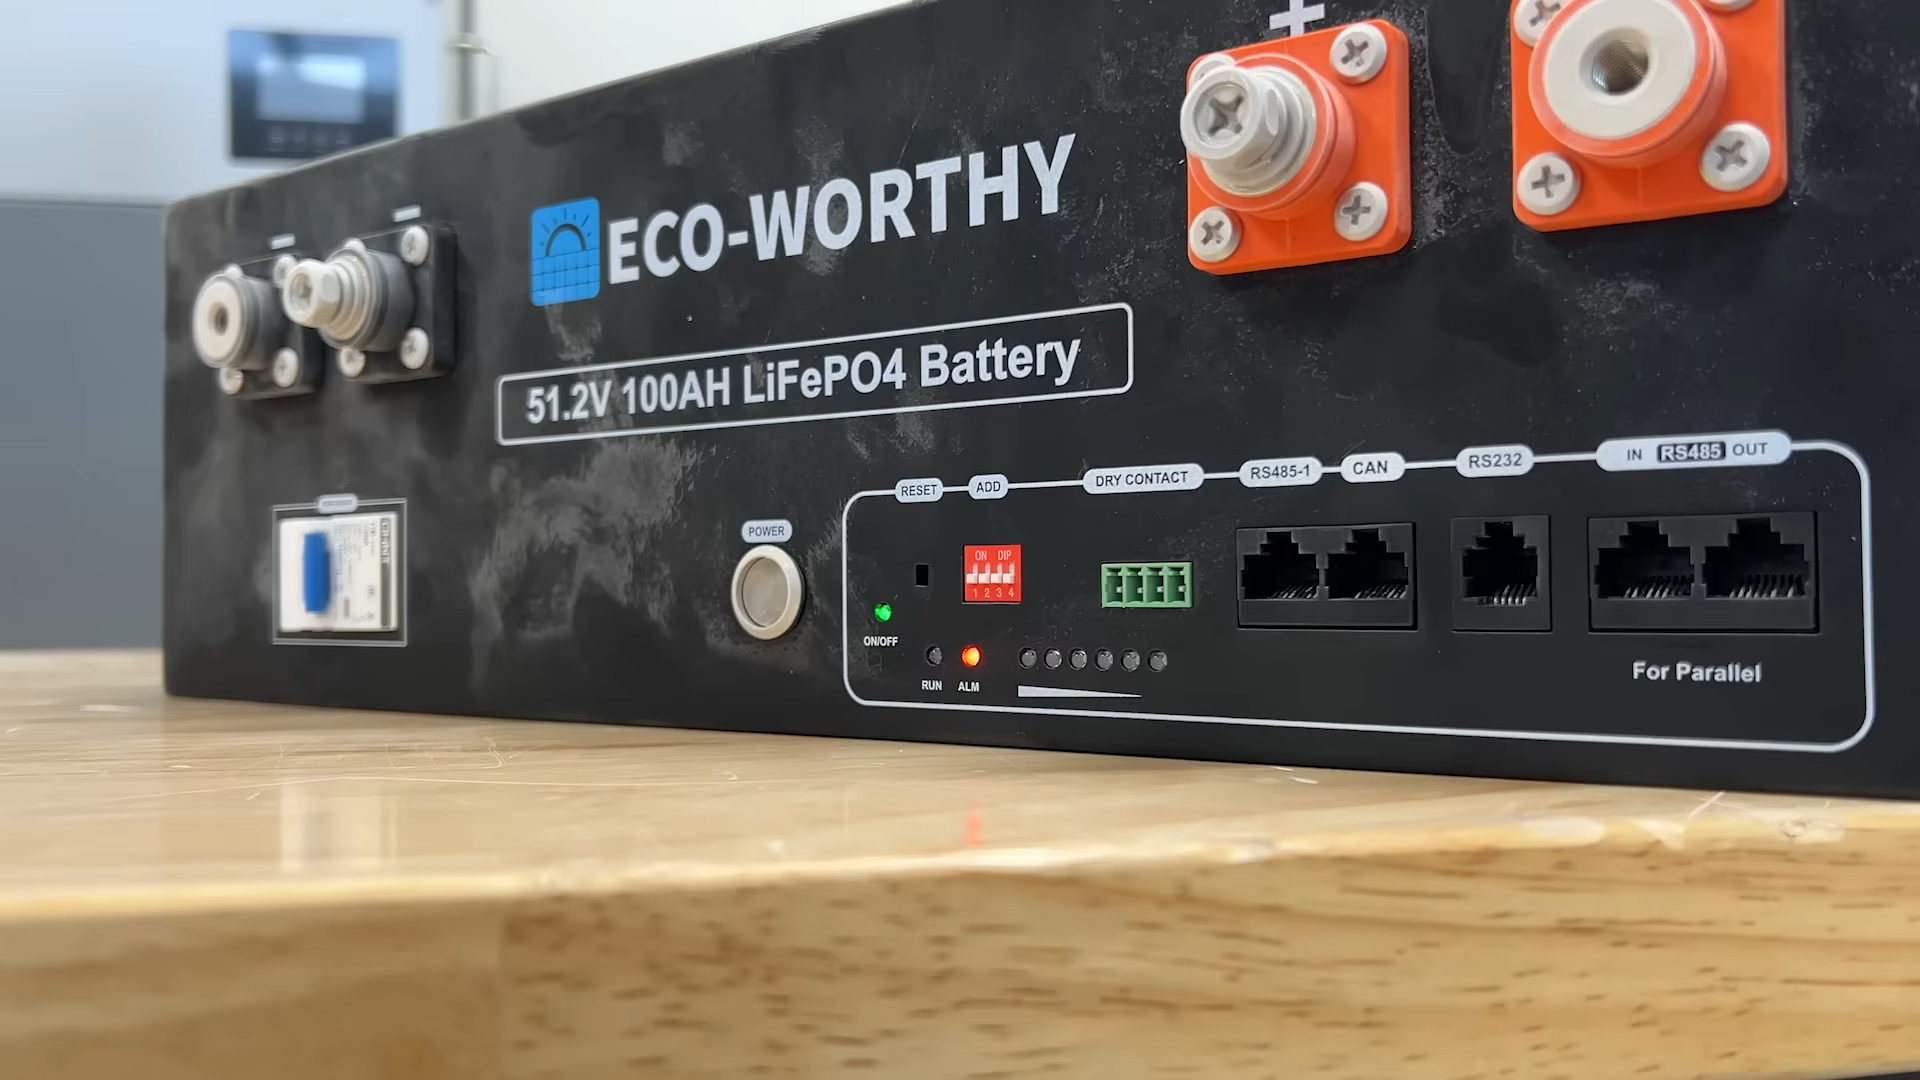 +
ECO-WORTHY
51.2V 100AH LiFePO4 Battery
RESET ADD DRY CONTACT RS485-1 CAN RS232 IN RS485 OUT
POWER
ON DIP
1 2 3 4
ON/OFF
RUN ALM
For Parallel